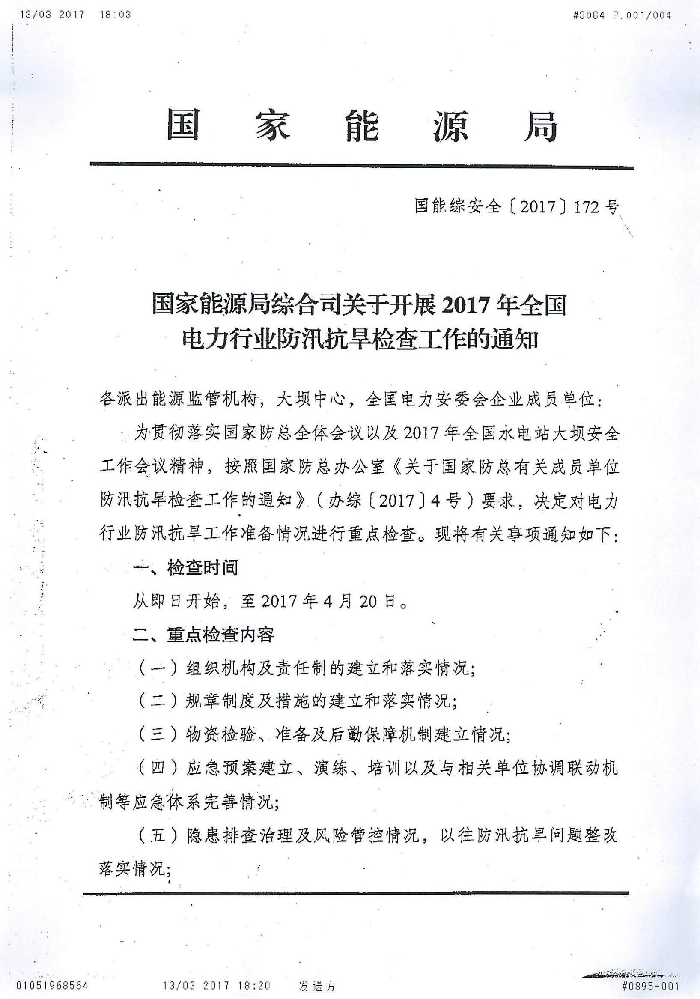 13/03 2017 18:03 #3064 P.001/004
国家能源局
国能综安全〔2017〕172号
国家能源局综合司关于开展2017年全国
电力行业防汛抗旱检查工作的通知
各派出能源监管机构，大坝中心，全国电力安委会企业成员单位：
为贯彻落实国家防总全体会议以及2017年全国水电站大坝安全
工作会议精神，按照国家防总办公室《关于国家防总有关成员单位
防汛抗旱检查工作的通知》（办综〔2017〕4号）要求，决定对电力
行业防汛抗旱工作准备情况进行重点检查。现将有关事项通知如下：
一、检查时间
从即日开始，至2017年4月20日。
二、重点检查内容
（一）组织机构及责任制的建立和落实情况；
（二）规章制度及措施的建立和落实情况；
（三）物资检验、准备及后勤保障机制建立情况；
（四）应急预案建立、演练、培训以及与相关单位协调联动机
制等应急体系完善情况；
（五）隐患排查治理及风险管控情况，以往防汛抗旱问题整改
落实情况；
01051968564 13/03 2017 18:20 发送方 #0895-001